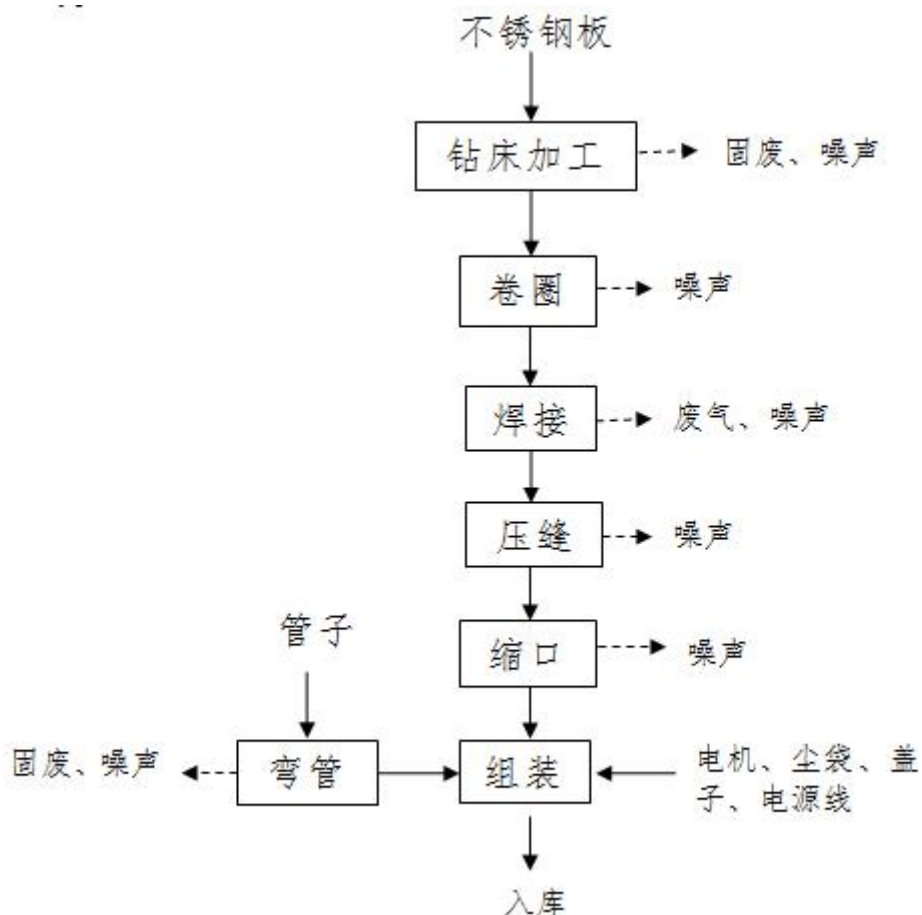 不锈钢板
钻床加工
固废、噪声
卷圈
噪声
焊接
废气、噪声
压缝
噪声
管子
缩口
噪声
固废、噪声
弯管
组装
电机、尘袋、盖
子、电源线
入库